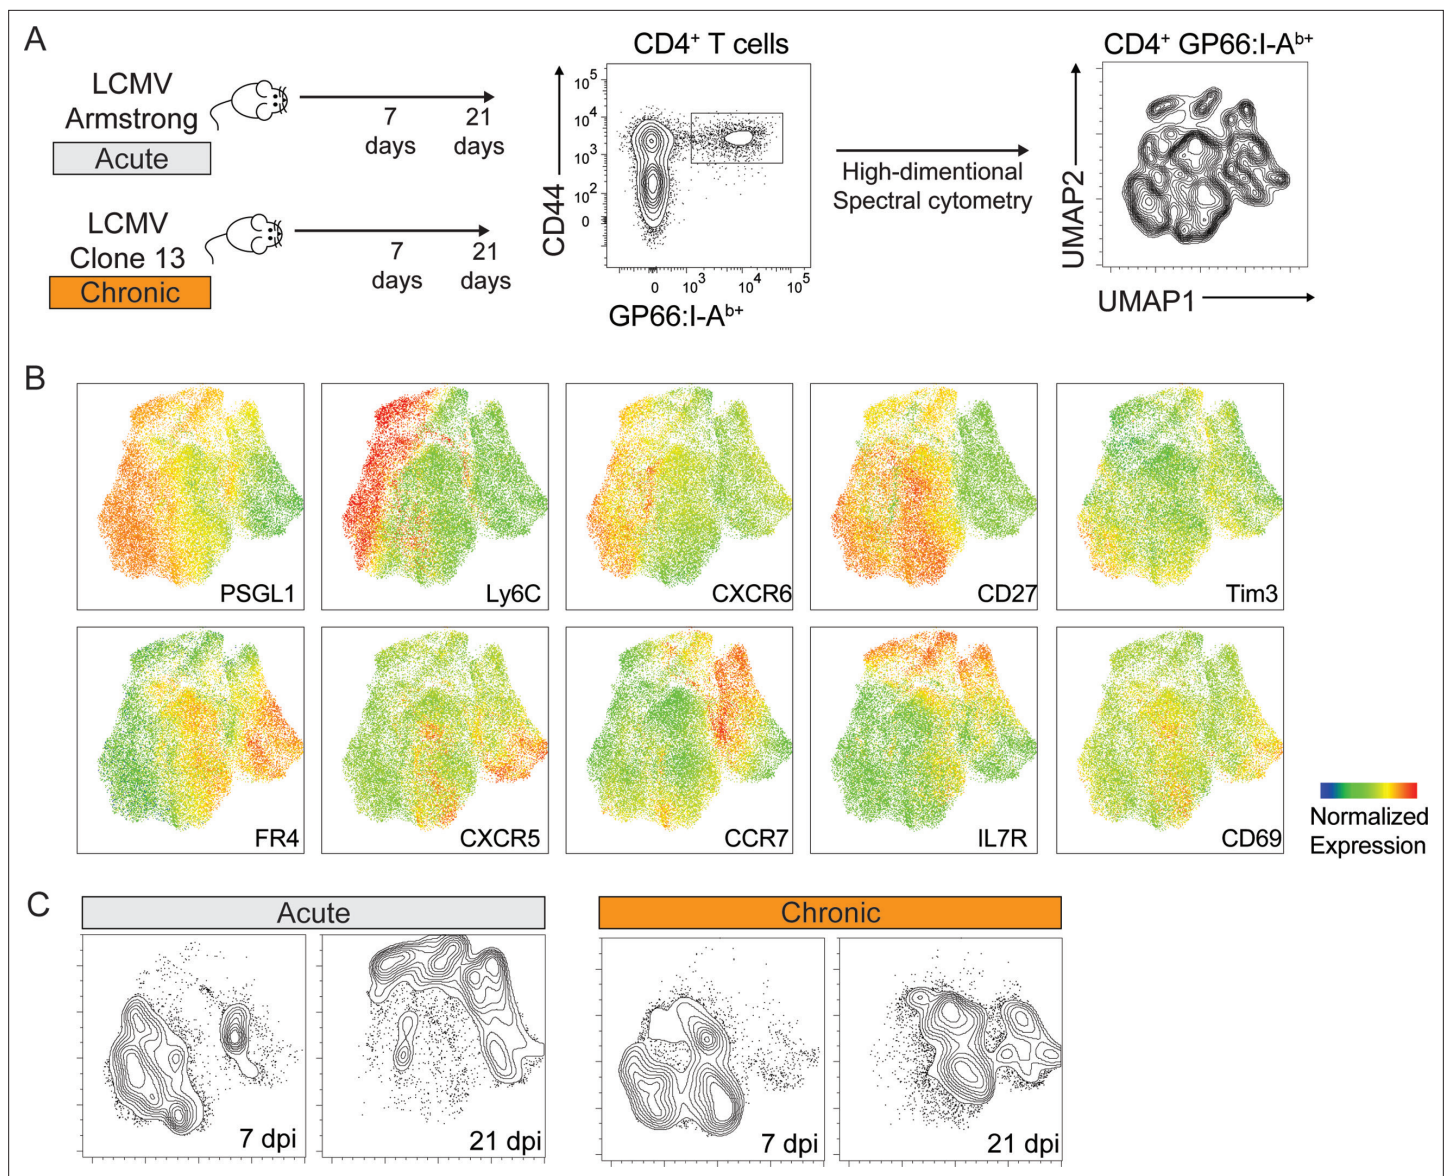 A
LCMV
Armstrong
Acute
7
days
21
days
LCMV
Clone 13
Chronic
7
days
21
days
CD4⁺ T cells
CD44
10⁵
10⁴
10³
10²
0
0
10³
10⁴
10⁵
GP66:I-Aᵇ⁺
High-dimentional
Spectral cytometry
CD4⁺ GP66:I-Aᵇ⁺
UMAP2
UMAP1
B
PSGL1
Ly6C
CXCR6
CD27
Tim3
FR4
CXCR5
CCR7
IL7R
CD69
Normalized
Expression
C
Acute
7 dpi
21 dpi
Chronic
7 dpi
21 dpi